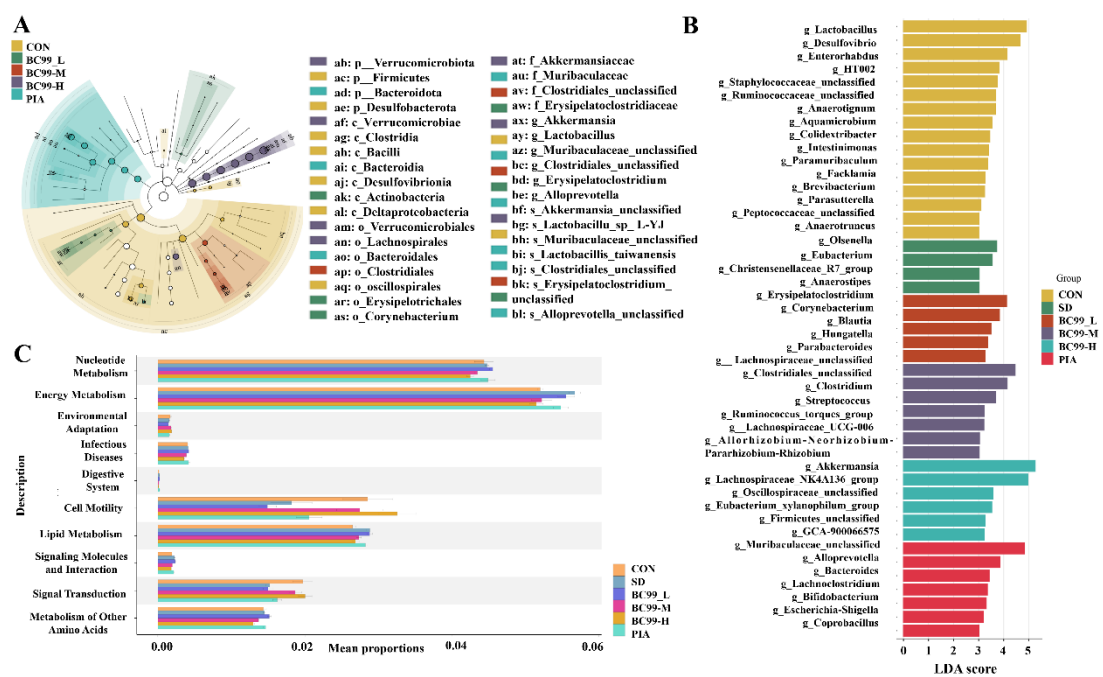 A
CON
BC99_L
BC99-M
BC99-H
PIA
ab: p__Verrucomicrobiota
ac: p__Firmicutes
ad: p__Bacteroidota
ae: p_Desulfobacterota
af: c_Verrucomicrobiae
ag: c_Clostridia
ah: c_Bacilli
ai: c_Bacteroidia
aj: c_Desulfovibrionia
ak: c_Actinobacteria
al: c_Deltaproteobacteria
am: o_Verrucomicrobiales
an: o_Lachnospirales
ao: o_Bacteroidales
ap: o_Clostridiales
aq: o_oscillospirales
ar: o_Erysipelotrichales
as: o_Corynebacterium
at: f_Akkermansiaceae
au: f_Muribaculaceae
av: f_Clostridiales_unclassified
aw: f_Erysipelatoclostridiaceae
ax: g_Akkermansia
ay: g_Lactobacillus
az: g_Muribaculaceae_unclassified
bc: g_Clostridiales_unclassified
bd: g_Erysipelatoclostridium
be: g_Alloprevotella
bf: s_Akkermansia_unclassified
bg: s_Lactobacillu_sp_L-YJ
bh: s_Muribaculaceae_unclassified
bi: s_Lactobacillis_taiwanensis
bj: s_Clostridiales_unclassified
bk: s_Erysipelatoclostridium_
unclassified
bl: s_Alloprevotella_unclassified
B
g_Lactobacillus
g_Desulfovibrio
g_Enterorhabdus
g_HT002
g_Staphylococcaceae_unclassified
g_Ruminococcaceae_unclassified
g_Anaerotignum
g_Aquamicrobium
g_Colidextribacter
g_Intestinimonas
g_Paramuribaculum
g_Facklamia
g_Brevibacterium
g_Parasutterella
g_Peptococcaceae_unclassified
g_Anaerotruncus
g_Olsenella
g_Eubacterium
g_Christensenellaceae_R7_group
g_Anaerostipes
g_Erysipelatoclostridium
g_Corynebacterium
g_Blautia
g_Hungatella
g_Parabacteroides
g__Lachnospiraceae_unclassified
g_Clostridiales_unclassified
g_Clostridium
g_Streptococcus
g_Ruminococcus_torques_group
g__Lachnospiraceae_UCG-006
g_Allorhizobium-Neorhizobium-
Pararhizobium-Rhizobium
g_Akkermansia
g_Lachnospiraceae_NK4A136_group
g_Oscillospiraceae_unclassified
g_Eubacterium_xylanophilum_group
g_Firmicutes_unclassified
g_GCA-900066575
g_Muribaculaceae_unclassified
g_Alloprevotella
g_Bacteroides
g_Lachnoclostridium
g_Bifidobacterium
g_Escherichia-Shigella
g_Coprobacillus
0 1 2 3 4 5
LDA score
Group
CON
SD
BC99_L
BC99-M
BC99-H
PIA
C
Description
Nucleotide
Metabolism
Energy Metabolism
Environmental
Adaptation
Infectious
Diseases
Digestive
System
Cell Motility
Lipid Metabolism
Signaling Molecules
and Interaction
Signal Transduction
Metabolism of Other
Amino Acids
0.00 0.02 0.04 0.06
Mean proportions
CON
SD
BC99_L
BC99-M
BC99-H
PIA